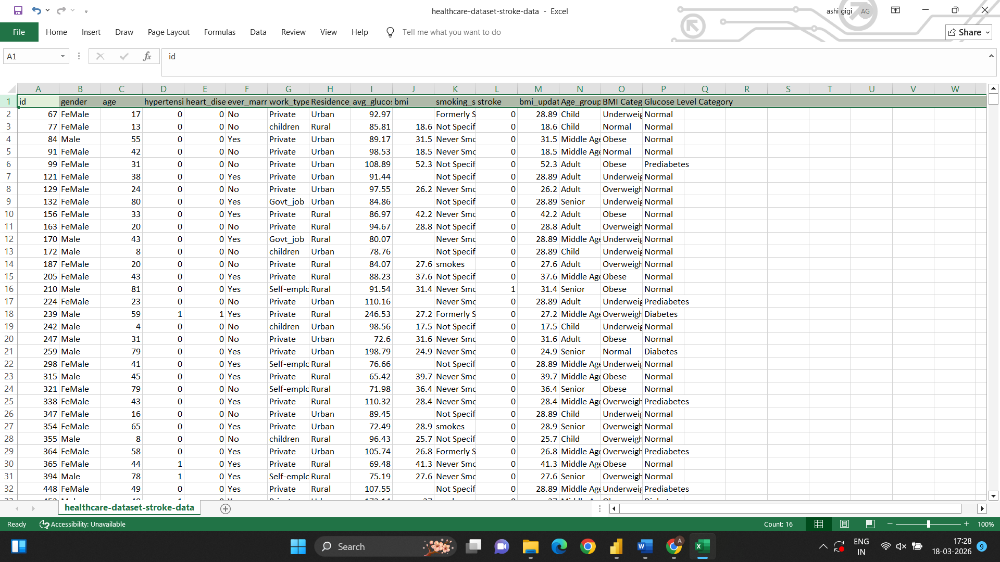 healthcare-dataset-stroke-data - Excel
ashi gigi AG
File Home Insert Draw Page Layout Formulas Data Review View Help Tell me what you want to do Share
A1 fx id
A B C D E F G H I J K L M N O P Q R S T U V W
1 id gender age hypertensi heart_dise ever_marr work_type Residence_ avg_glucos bmi smoking_s stroke bmi_updat Age_group BMI Categ Glucose Level Category
2 67 FeMale 17 0 0 No Private Urban 92.97 Formerly S 0 28.89 Child Underweig Normal
3 77 FeMale 13 0 0 No children Rural 85.81 18.6 Not Specif 0 18.6 Child Normal Normal
4 84 Male 55 0 0 Yes Private Urban 89.17 31.5 Never Smo 0 31.5 Middle Age Obese Normal
5 91 FeMale 42 0 0 No Private Urban 98.53 18.5 Never Smo 0 18.5 Middle Age Normal Normal
6 99 FeMale 31 0 0 No Private Urban 108.89 52.3 Not Specif 0 52.3 Adult Obese Prediabetes
7 121 FeMale 38 0 0 Yes Private Urban 91.44 Not Specif 0 28.89 Adult Underweig Normal
8 129 FeMale 24 0 0 No Private Urban 97.55 26.2 Never Smo 0 26.2 Adult Overweigh Normal
9 132 FeMale 80 0 0 Yes Govt_job Urban 84.86 Not Specif 0 28.89 Senior Underweig Normal
10 156 FeMale 33 0 0 Yes Private Rural 86.97 42.2 Never Smo 0 42.2 Adult Obese Normal
11 163 FeMale 20 0 0 No Private Rural 94.67 28.8 Not Specif 0 28.8 Adult Overweigh Normal
12 170 Male 43 0 0 Yes Govt_job Rural 80.07 Never Smo 0 28.89 Middle Age Underweig Normal
13 172 Male 8 0 0 No children Urban 78.76 Not Specif 0 28.89 Child Underweig Normal
14 187 FeMale 20 0 0 No Private Rural 84.07 27.6 smokes 0 27.6 Adult Overweigh Normal
15 205 FeMale 43 0 0 Yes Private Rural 88.23 37.6 Not Specif 0 37.6 Middle Age Obese Normal
16 210 Male 81 0 0 Yes Self-emplo Rural 91.54 31.4 Never Smo 1 31.4 Senior Obese Normal
17 224 FeMale 23 0 0 No Private Urban 110.16 Never Smo 0 28.89 Adult Underweig Prediabetes
18 239 Male 59 1 1 Yes Private Rural 246.53 27.2 Formerly S 0 27.2 Middle Age Overweigh Diabetes
19 242 Male 4 0 0 No children Urban 98.56 17.5 Not Specif 0 17.5 Child Underweig Normal
20 247 Male 31 0 0 No Private Urban 72.6 31.6 Never Smo 0 31.6 Adult Obese Normal
21 259 Male 79 0 0 Yes Private Urban 198.79 24.9 Never Smo 0 24.9 Senior Normal Diabetes
22 298 FeMale 41 0 0 Yes Self-emplo Rural 76.66 Not Specif 0 28.89 Middle Age Underweig Normal
23 315 Male 45 0 0 Yes Private Rural 65.42 39.7 Never Smo 0 39.7 Middle Age Obese Normal
24 321 FeMale 79 0 0 No Self-emplo Rural 71.98 36.4 Never Smo 0 36.4 Senior Obese Normal
25 338 FeMale 43 0 0 Yes Private Rural 110.32 28.4 Never Smo 0 28.4 Middle Age Overweigh Prediabetes
26 347 FeMale 16 0 0 No Private Urban 89.45 Not Specif 0 28.89 Child Underweig Normal
27 354 FeMale 65 0 0 Yes Private Urban 72.49 28.9 smokes 0 28.9 Senior Overweigh Normal
28 355 Male 8 0 0 No children Rural 96.43 25.7 Not Specif 0 25.7 Child Overweigh Normal
29 364 FeMale 58 0 0 Yes Private Urban 105.74 26.8 Formerly S 0 26.8 Middle Age Overweigh Prediabetes
30 365 FeMale 44 1 0 Yes Private Rural 69.48 41.3 Never Smo 0 41.3 Middle Age Obese Normal
31 394 Male 78 1 0 Yes Self-emplo Rural 75.19 27.6 Never Smo 0 27.6 Senior Overweigh Normal
32 448 FeMale 49 0 0 Yes Private Rural 107.55 Not Specif 0 28.89 Middle Age Underweig Prediabetes
healthcare-dataset-stroke-data
Ready Accessibility: Unavailable Count: 16 100%
Search
ENG
IN
17:28
18-03-2026
9